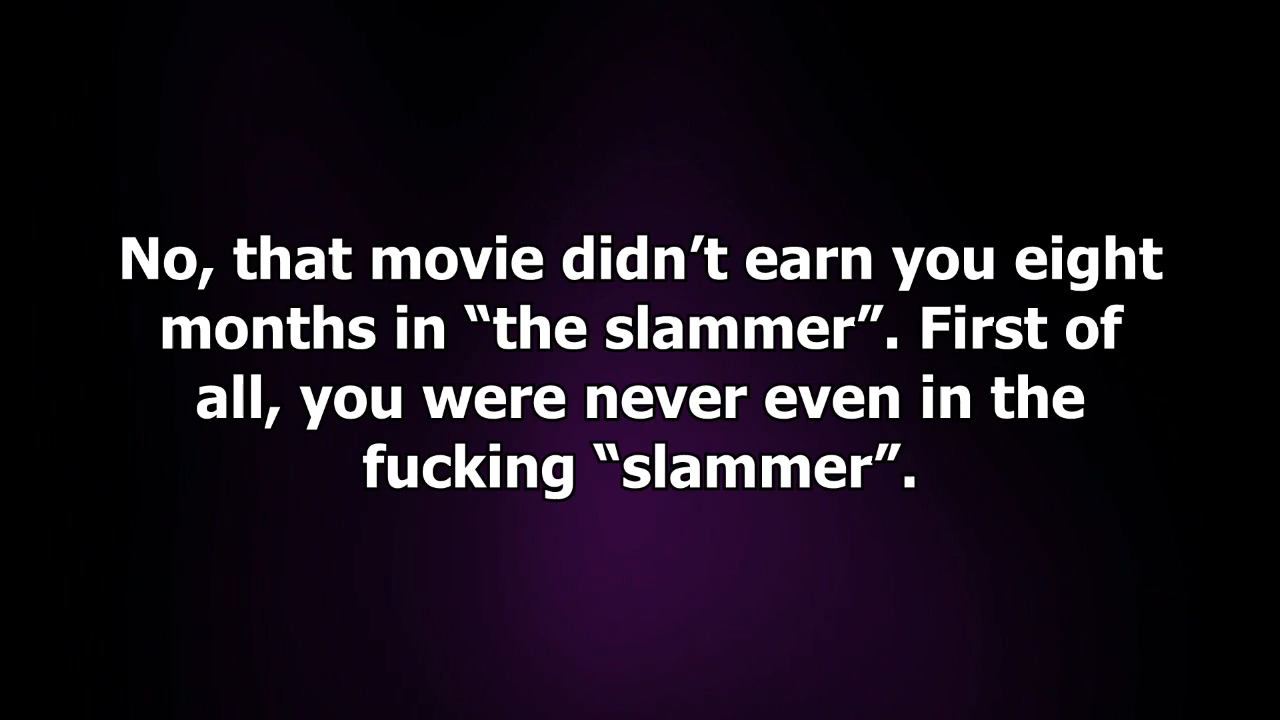 No, that movie didn’t earn you eight
months in “the slammer”. First of
all, you were never even in the
fucking “slammer”.